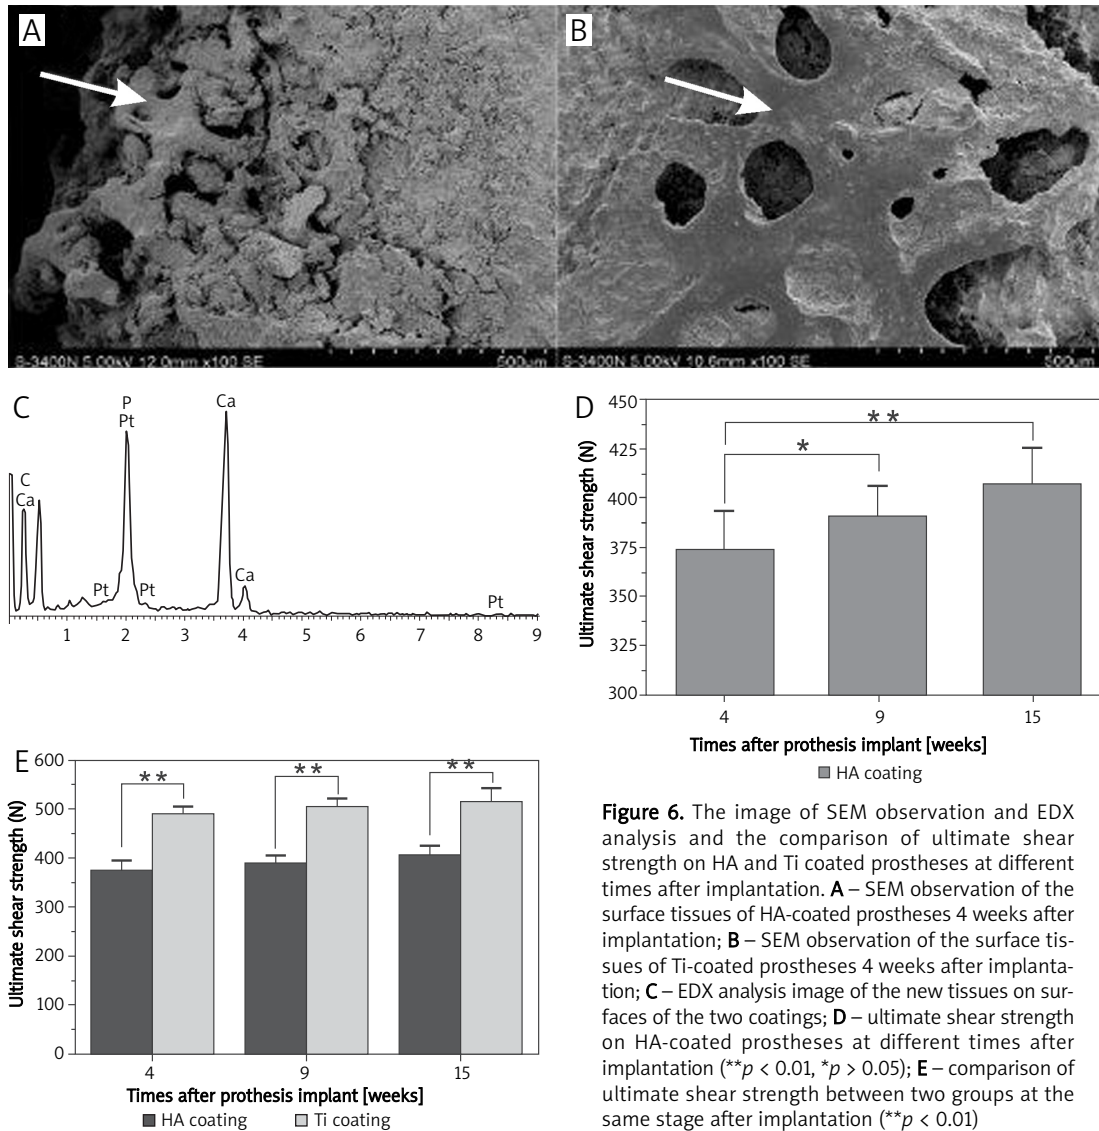 A
B
S-3400N 5.00kV 12.0mm x100 SE 500um
S-3400N 5.00kV 10.6mm x100 SE 500um
C
P
Pt
Ca
C
Ca
Pt
Pt
Ca
Pt
1 2 3 4 5 6 7 8 9
D
Ultimate shear strength (N)
450
425
400
375
350
325
300
* *
*
4 9 15
Times after prothesis implant [weeks]
HA coating
E
Ultimate shear strength (N)
600
500
400
300
200
100
0
* *
* *
* *
4 9 15
Times after prothesis implant [weeks]
HA coating Ti coating
Figure 6. The image of SEM observation and EDX
analysis and the comparison of ultimate shear
strength on HA and Ti coated prostheses at different
times after implantation. A – SEM observation of the
surface tissues of HA-coated prostheses 4 weeks after
implantation; B – SEM observation of the surface tis-
sues of Ti-coated prostheses 4 weeks after implanta-
tion; C – EDX analysis image of the new tissues on sur-
faces of the two coatings; D – ultimate shear strength
on HA-coated prostheses at different times after
implantation (**p < 0.01, *p > 0.05); E – comparison of
ultimate shear strength between two groups at the
same stage after implantation (**p < 0.01)